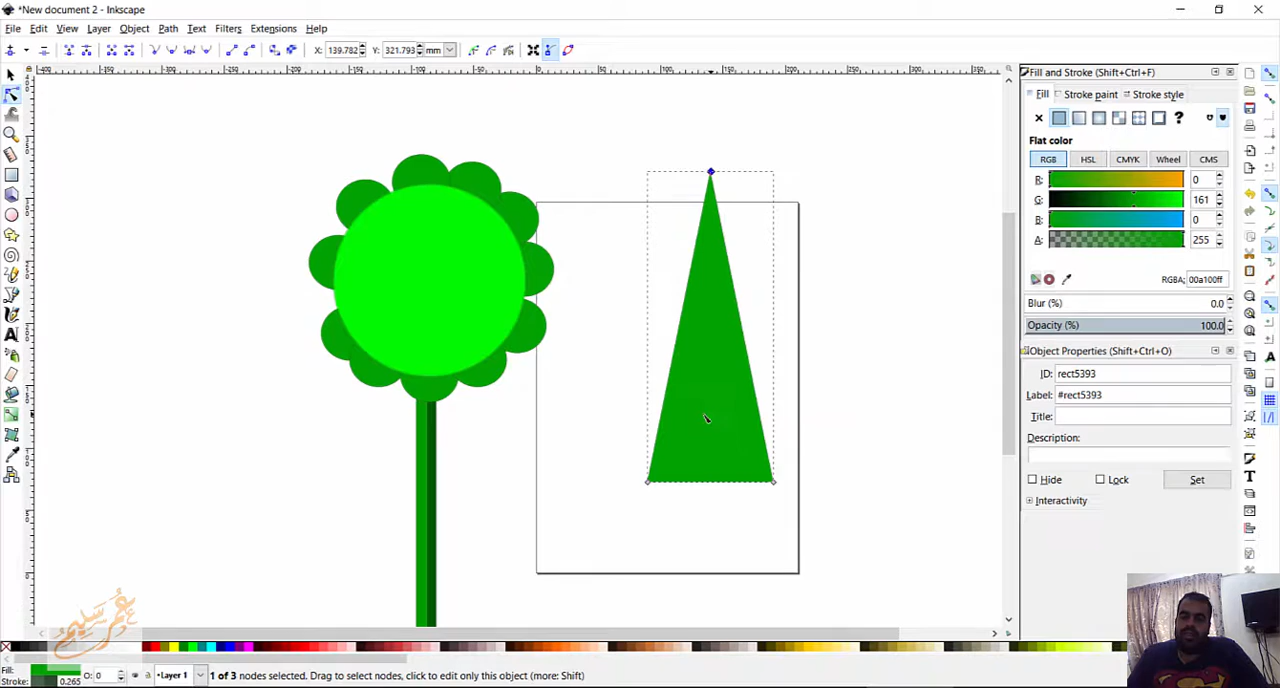 *New document 2 - Inkscape
File Edit View Layer Object Path Text Filters Extensions Help
X: 139.782 Y: 321.793 mm
Fill and Stroke (Shift+Ctrl+F)
Fill Stroke paint Stroke style
Flat color
RGB HSL CMYK Wheel CMS
R: 0
G: 161
B: 0
A: 255
RGBA: 00a100ff
Blur (%) 0.0
Opacity (%) 100.0
Object Properties (Shift+Ctrl+O)
ID: rect5393
Label: #rect5393
Title:
Description:
Hide Lock Set
Interactivity
عمر سليم
Fill:
Stroke: 0.265 O: 0 •Layer 1 1 of 3 nodes selected. Drag to select nodes, click to edit only this object (more: Shift)